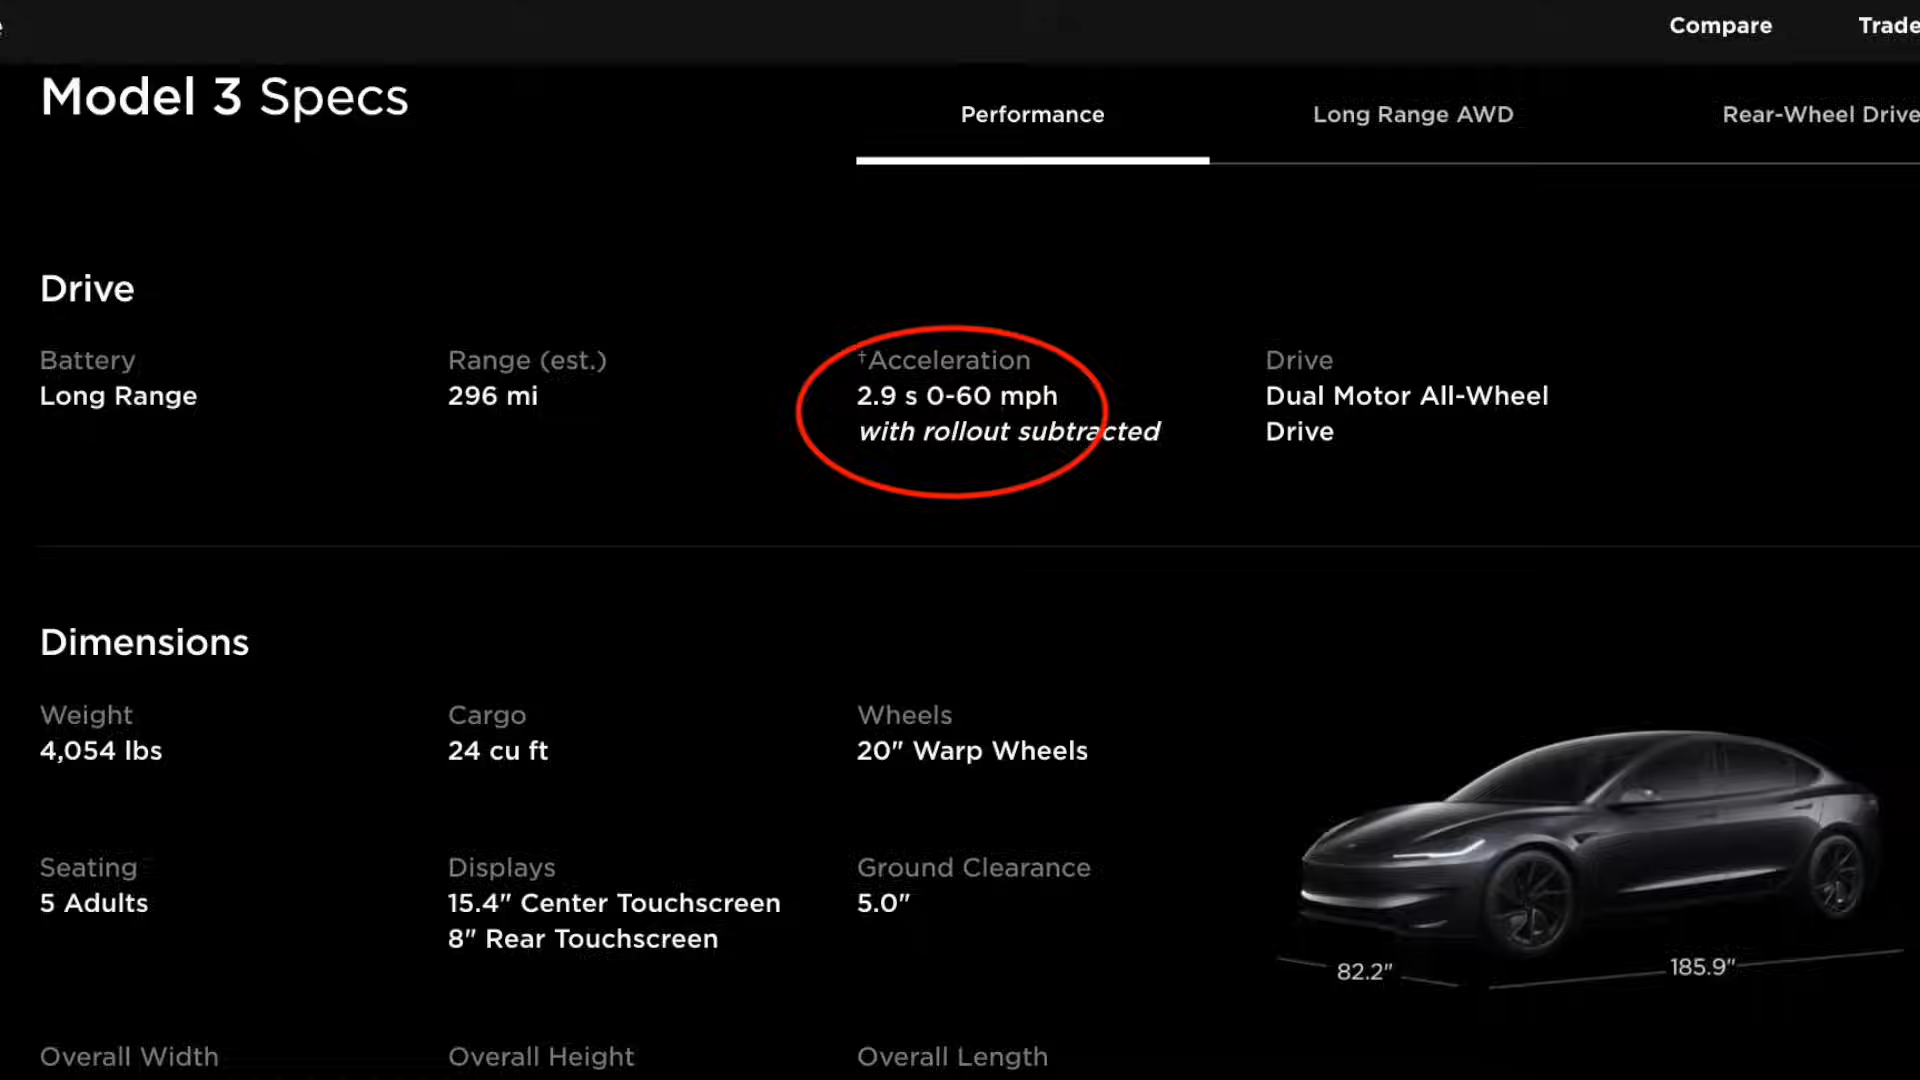 Compare Trade
Model 3 Specs
Performance Long Range AWD Rear-Wheel Drive
Drive
Battery Range (est.) †Acceleration Drive
Long Range 296 mi 2.9 s 0-60 mph Dual Motor All-Wheel
with rollout subtracted Drive
Dimensions
Weight Cargo Wheels
4,054 lbs 24 cu ft 20" Warp Wheels
Seating Displays Ground Clearance
5 Adults 15.4" Center Touchscreen 5.0"
8" Rear Touchscreen
82.2" 185.9"
Overall Width Overall Height Overall Length